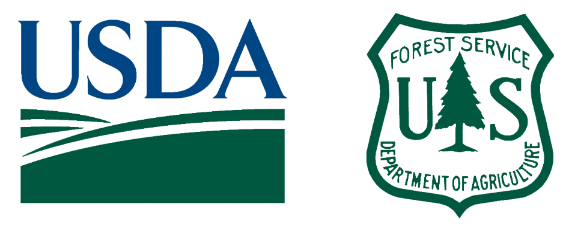 USDA
FOREST SERVICE
U S
DEPARTMENT OF AGRICULTURE